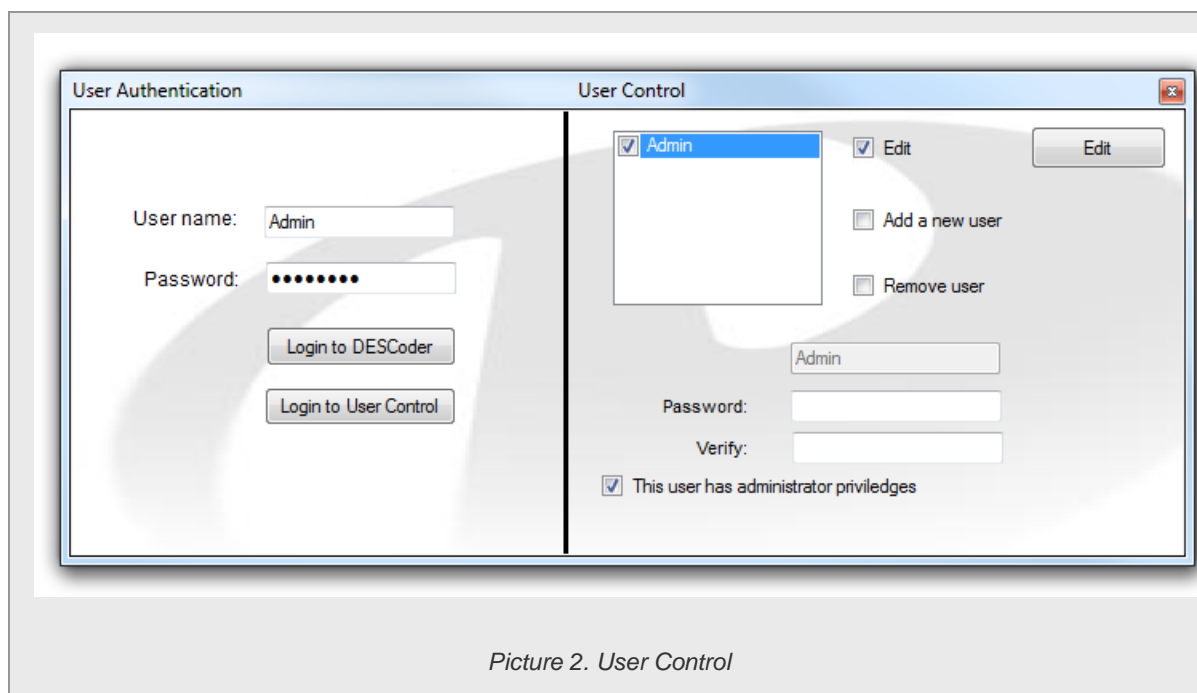 User Authentication
User Control
User name:
Admin
Password:
••••••••
Login to DESCoder
Login to User Control
Admin
Edit
Edit
Add a new user
Remove user
Admin
Password:
Verify:
This user has administrator priviledges
Picture 2. User Control